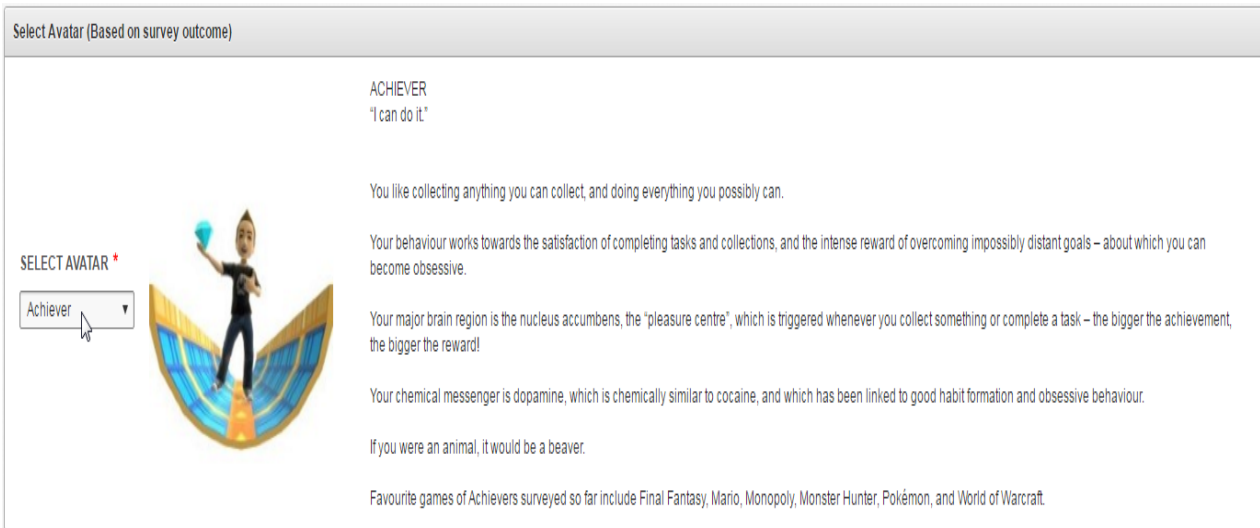 Select Avatar (Based on survey outcome)
ACHIEVER
“I can do it.”
You like collecting anything you can collect, and doing everything you possibly can.
Your behaviour works towards the satisfaction of completing tasks and collections, and the intense reward of overcoming impossibly distant goals – about which you can
become obsessive.
SELECT AVATAR *
Achiever
Your major brain region is the nucleus accumbens, the “pleasure centre”, which is triggered whenever you collect something or complete a task – the bigger the achievement,
the bigger the reward!
Your chemical messenger is dopamine, which is chemically similar to cocaine, and which has been linked to good habit formation and obsessive behaviour.
If you were an animal, it would be a beaver.
Favourite games of Achievers surveyed so far include Final Fantasy, Mario, Monopoly, Monster Hunter, Pokémon, and World of Warcraft.